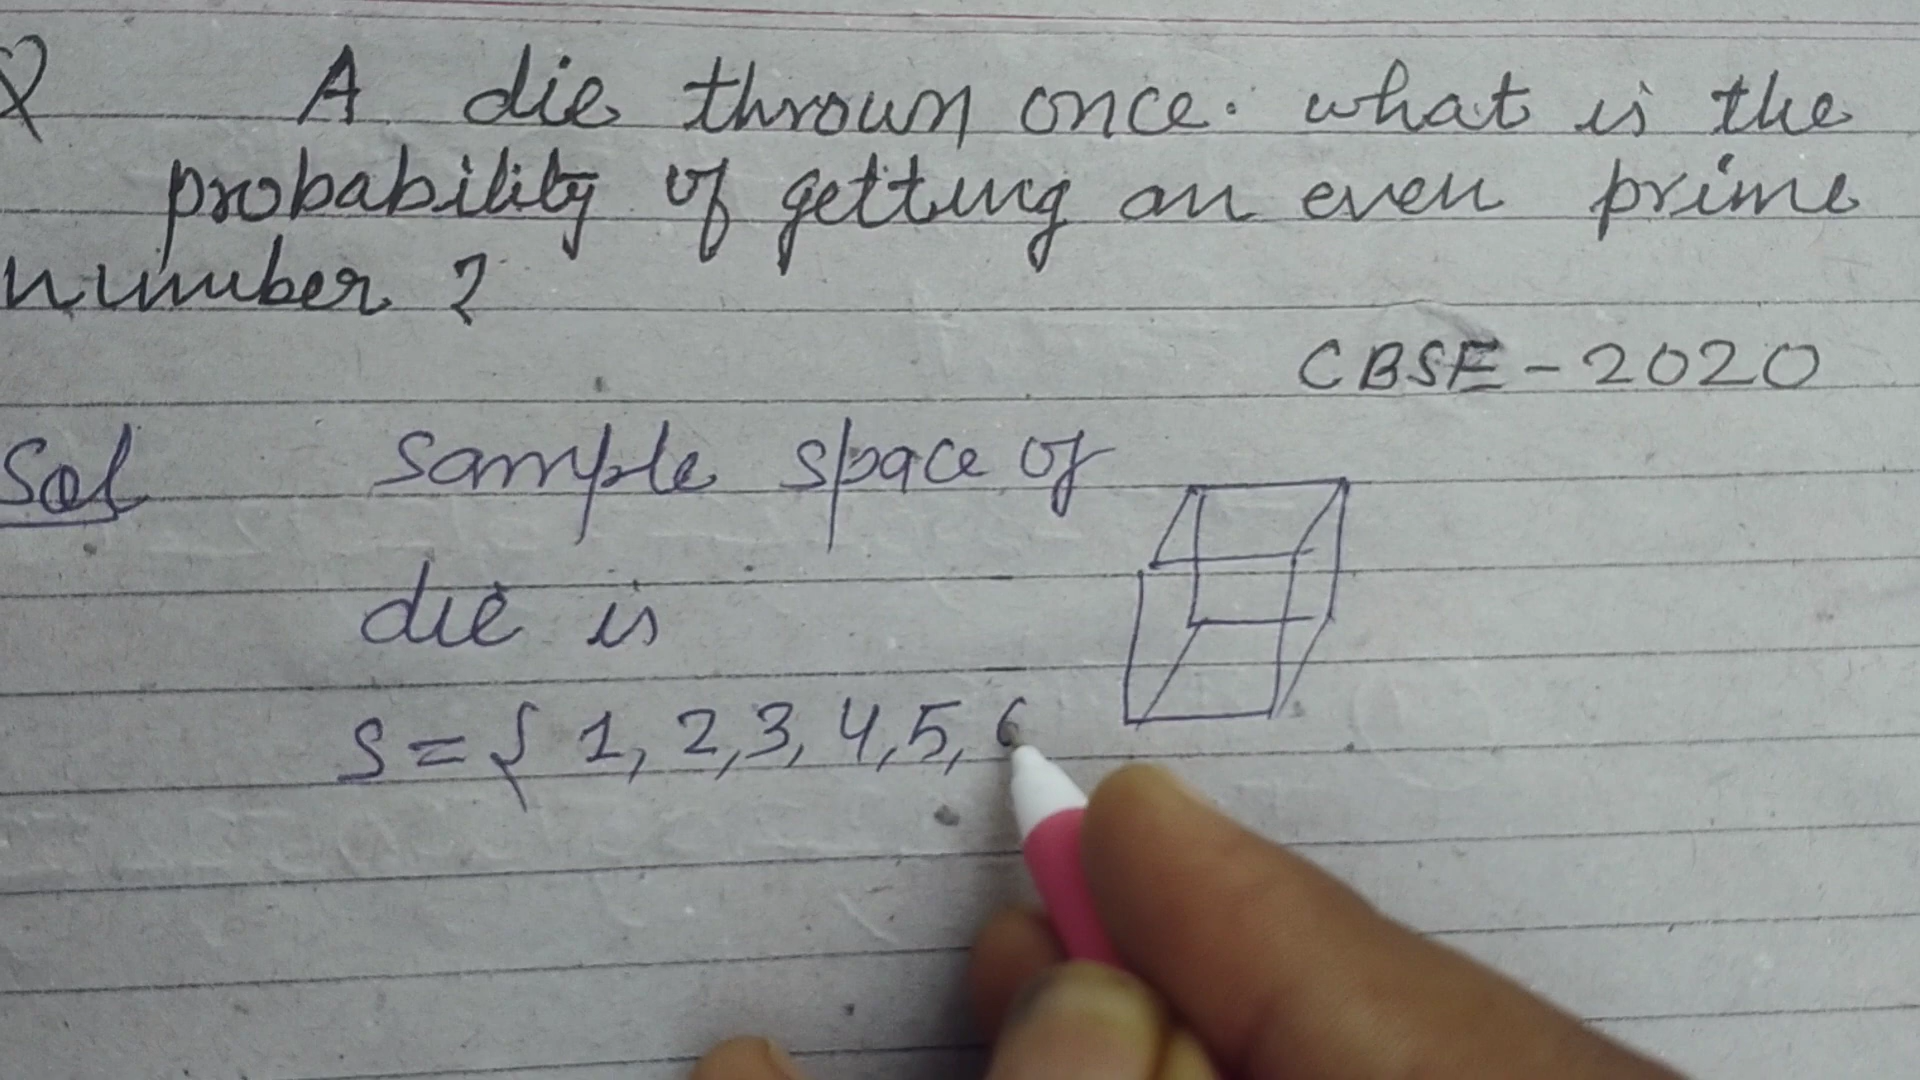 Q A die thrown once. what is the
probability of getting an even prime
number ?
CBSE - 2020
Sol Sample space of
die is
S = { 1, 2, 3, 4, 5, 6